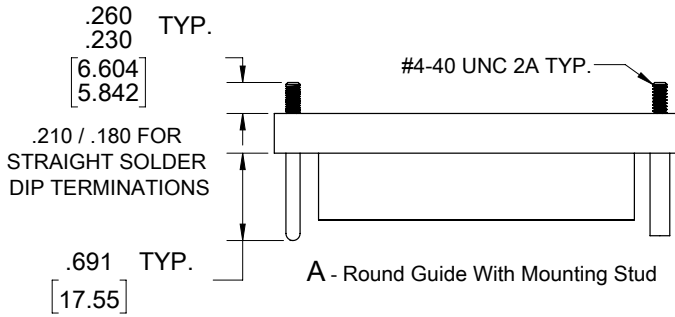 .260
.230 TYP.
[6.604]
[5.842]
#4-40 UNC 2A TYP.
.210 / .180 FOR
STRAIGHT SOLDER
DIP TERMINATIONS
.691 TYP.
[17.55]
A - Round Guide With Mounting Stud